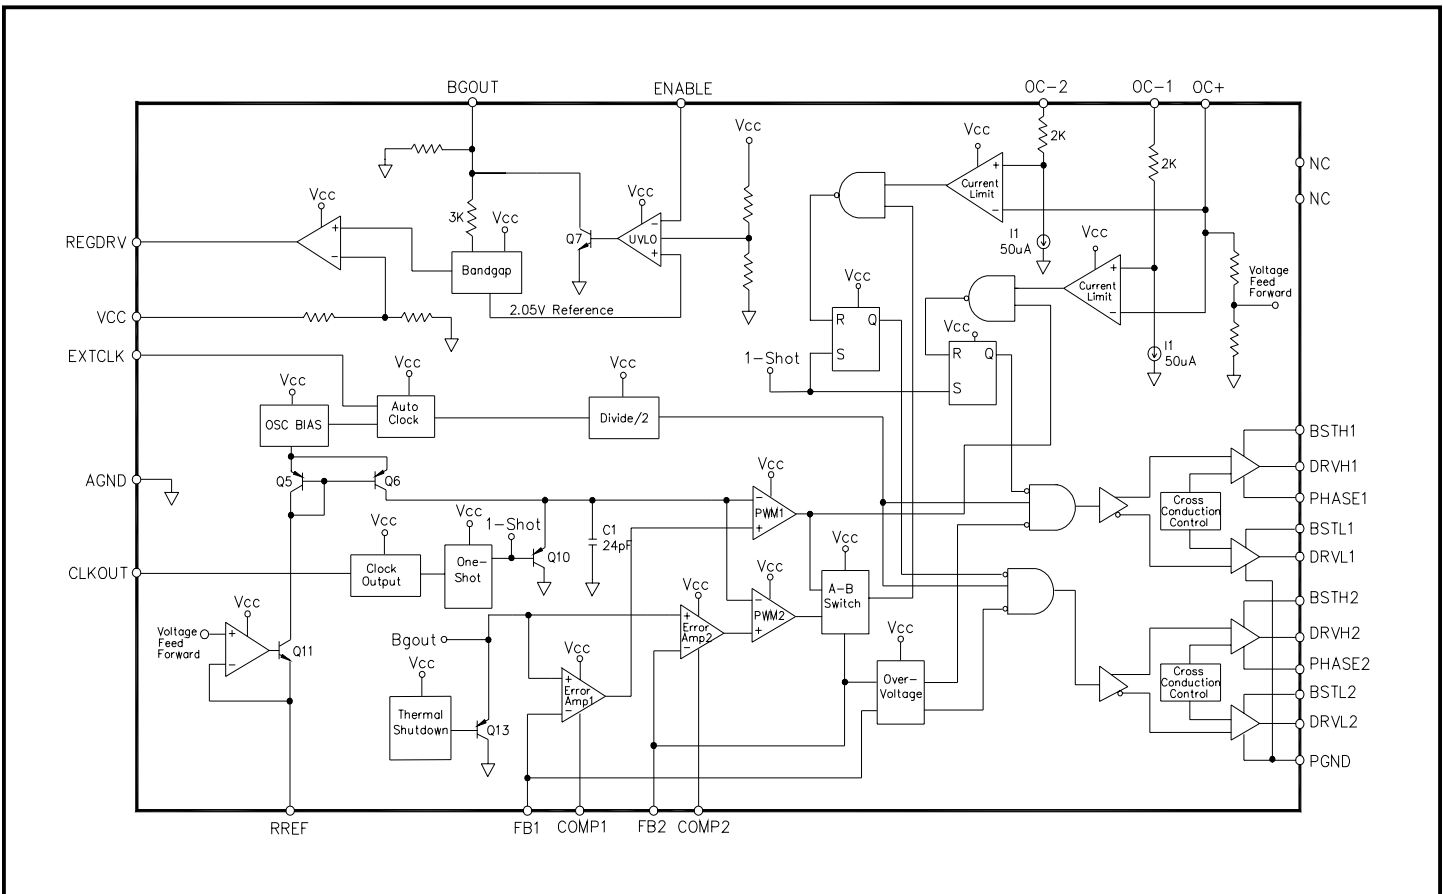 BGOUT
ENABLE
OC-2
OC-1
OC+
Vcc
2K
2K
NC
NC
Vcc
Current
Limit
+
−
Vcc
3K
Vcc
Vcc
Q7
UVLO
−
+
REGDRV
+
−
Bandgap
2.05V Reference
I1
50uA
Vcc
Current
Limit
+
−
Voltage
Feed
Forward
VCC
Vcc
R
Q
S
Vcc
R
Q
S
1-Shot
I1
50uA
EXTCLK
Vcc
Vcc
Vcc
OSC BIAS
Auto
Clock
Divide/2
BSTH1
DRVH1
PHASE1
BSTL1
DRVL1
Cross
Conduction
Control
AGND
Q5
Q6
Vcc
−
PWM1
+
Vcc
Vcc
1-Shot
C1
24pF
Q10
CLKOUT
Clock
Output
One-
Shot
Vcc
A-B
Switch
Vcc
−
PWM2
+
Vcc
+
Error
Amp2
−
BSTH2
DRVH2
PHASE2
BSTL2
DRVL2
Cross
Conduction
Control
Vcc
Voltage
Feed
Forward
+
−
Q11
Bgout
Vcc
Vcc
+
Error
Amp1
−
Vcc
Over-
Voltage
Thermal
Shutdown
Q13
PGND
RREF
FB1
COMP1
FB2
COMP2